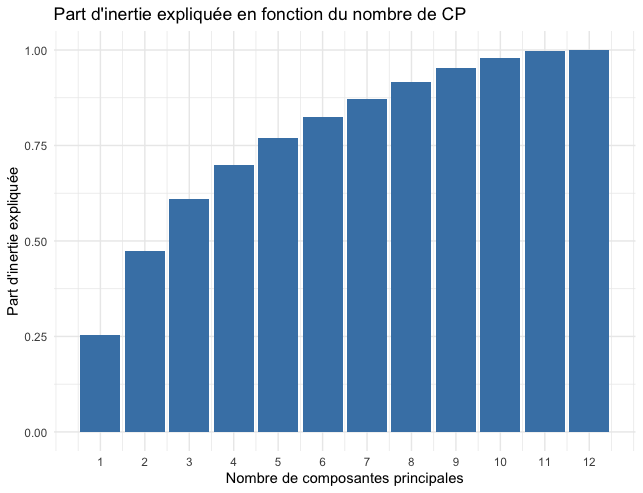 Part d'inertie expliquée en fonction du nombre de CP
Part d'inertie expliquée
1.00
0.75
0.50
0.25
0.00
1 2 3 4 5 6 7 8 9 10 11 12
Nombre de composantes principales